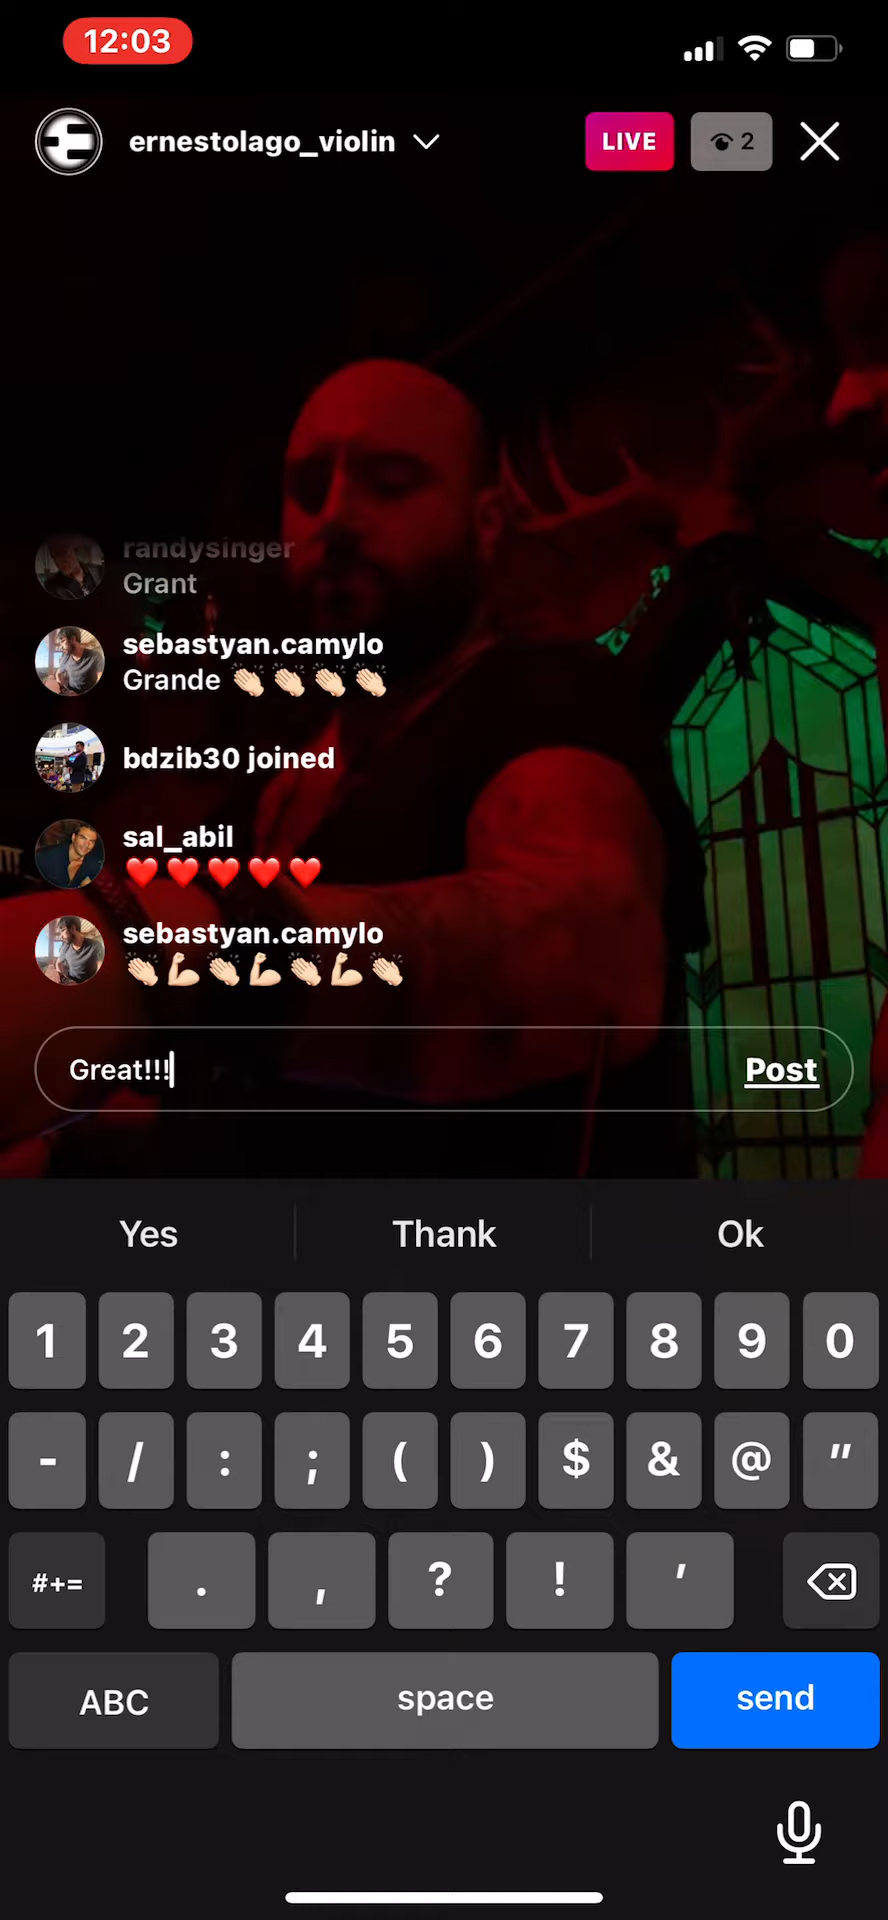 12:03
ernestolago_violin
LIVE
2
randysinger
Grant
sebastyan.camylo
Grande 👏🏻👏🏻👏🏻👏🏻
bdzib30 joined
sal_abil
❤️❤️❤️❤️❤️
sebastyan.camylo
👏🏻💪🏻👏🏻💪🏻👏🏻💪🏻👏🏻
Great!!!
Post
Yes Thank Ok
1 2 3 4 5 6 7 8 9 0
- / : ; ( ) $ & @ "
#+= . , ? ! '
ABC space send